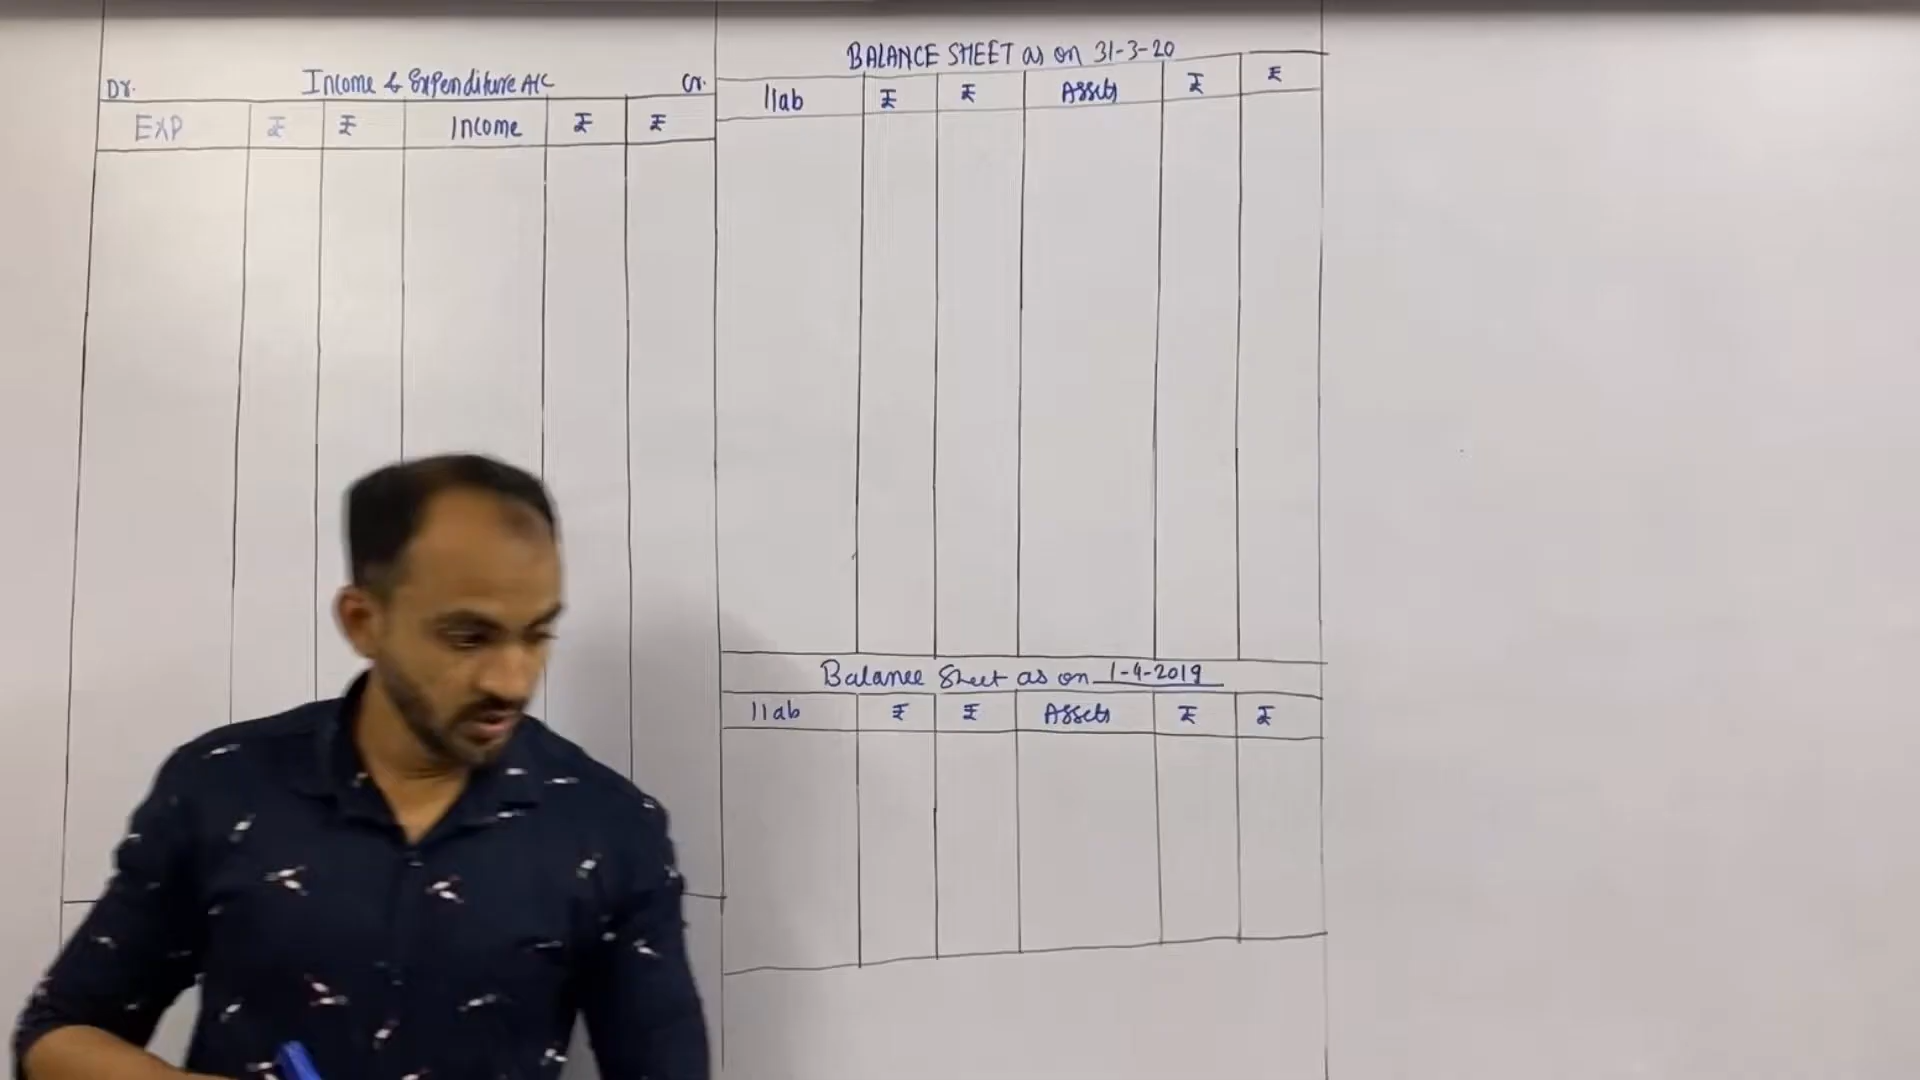 Dr. Income & Expenditure A/C Cr.
EXP ₹ ₹ Income ₹ ₹
BALANCE SHEET as on 31-3-20
liab ₹ ₹ Assets ₹ ₹
Balance Sheet as on 1-4-2019
liab ₹ ₹ Assets ₹ ₹